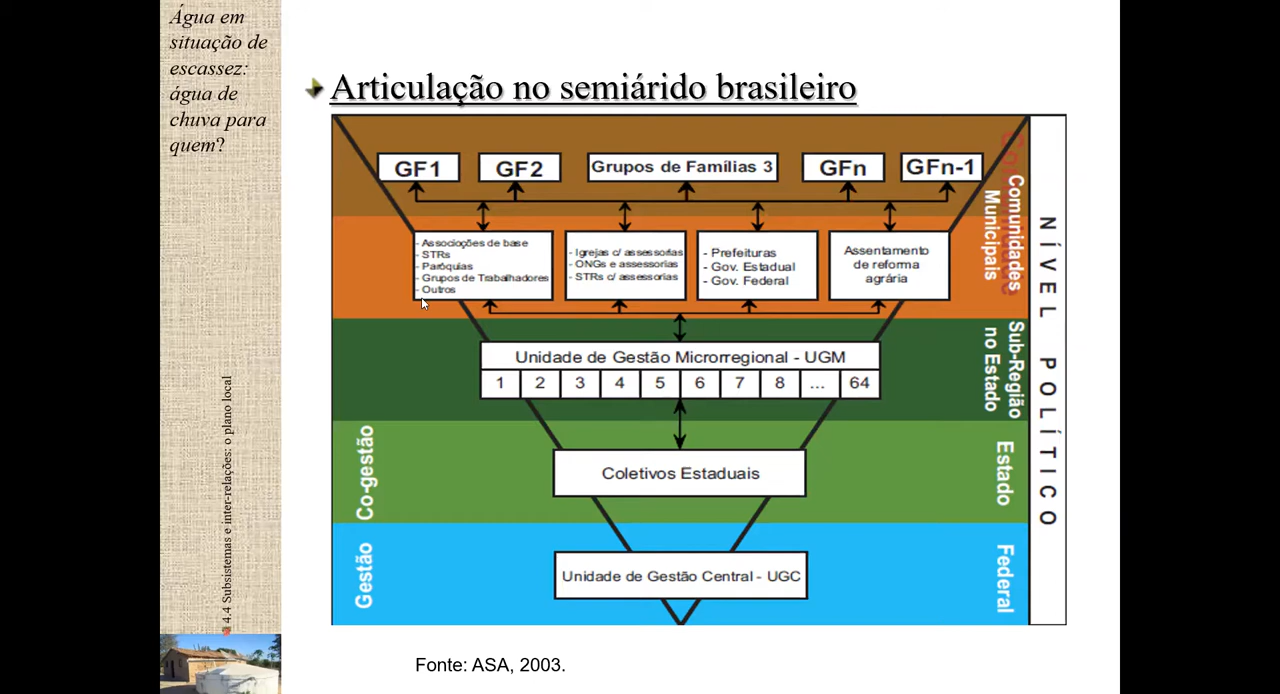 Água em
situação de
escassez:
água de
chuva para
quem?
4.4 Subsistemas e inter-relações: o plano local
Articulação no semiárido brasileiro
GF1
GF2
Grupos de Famílias 3
GFn
GFn-1
Comunidades
Municipais
- Associoções de base
- STRs
- Paróquias
- Grupos de Trabalhadores
- Outros
- Igrejas c/ assessorias
- ONGs e assessorias
- STRs c/ assessorias
- Prefeituras
- Gov. Estadual
- Gov. Federal
Assentamento
de reforma
agrária
Unidade de Gestão Microrregional - UGM
1 2 3 4 5 6 7 8 ... 64
Sub-Região
no Estado
Co-gestão
Coletivos Estaduais
Estado
Gestão
Unidade de Gestão Central - UGC
Federal
NÍVEL POLÍTICO
Fonte: ASA, 2003.